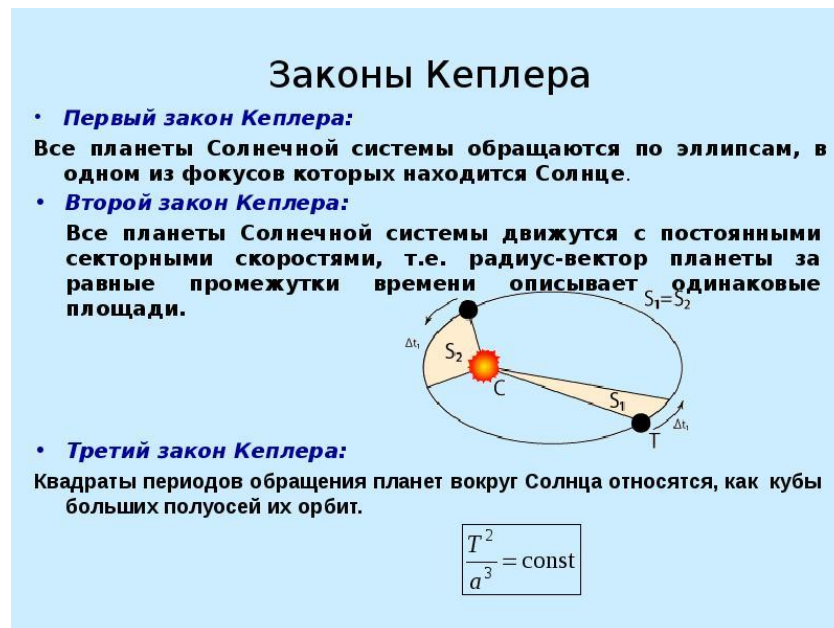 Законы Кеплера
• Первый закон Кеплера:
Все планеты Солнечной системы обращаются по эллипсам, в
одном из фокусов которых находится Солнце.
• Второй закон Кеплера:
Все планеты Солнечной системы движутся с постоянными
секторными скоростями, т.е. радиус-вектор планеты за
равные промежутки времени описывает одинаковые
площади.
S₁=S₂
Δt₁
S₂
C
S₁
Δt₁
T
• Третий закон Кеплера:
Квадраты периодов обращения планет вокруг Солнца относятся, как кубы
больших полуосей их орбит.
T²/a³ = const